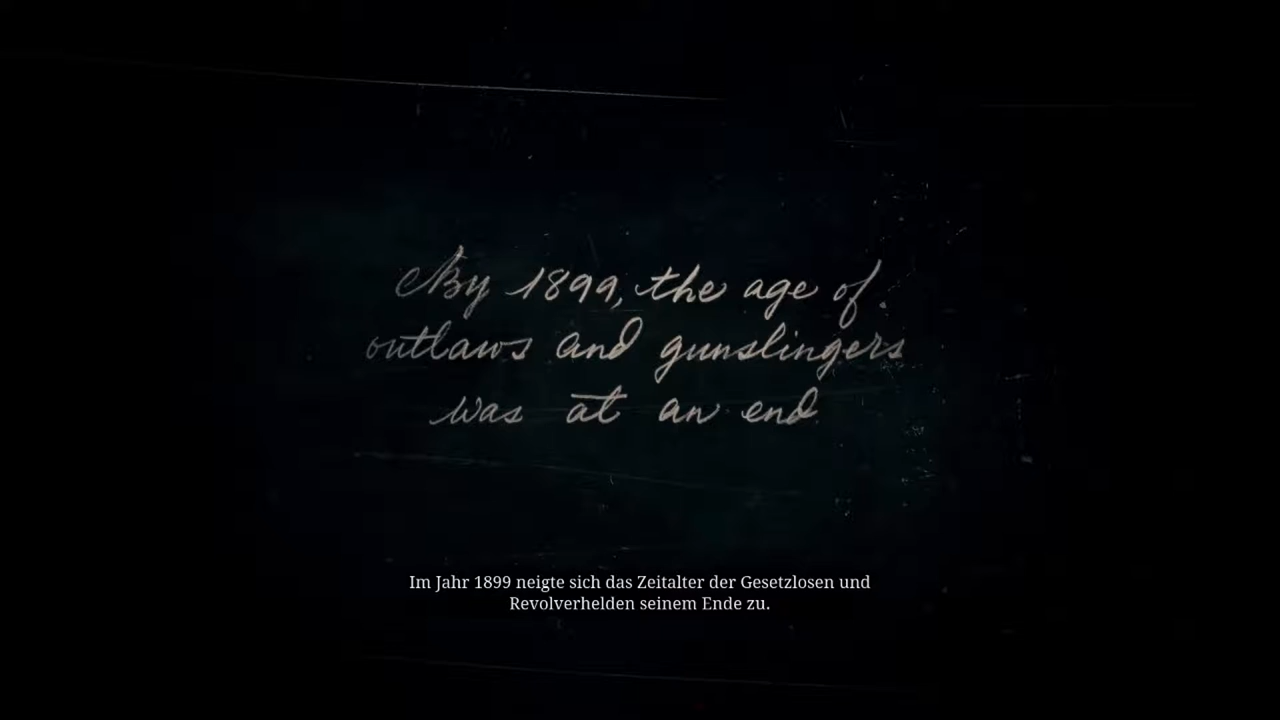 By 1899, the age of
outlaws and gunslingers
was at an end
Im Jahr 1899 neigte sich das Zeitalter der Gesetzlosen und
Revolverhelden seinem Ende zu.